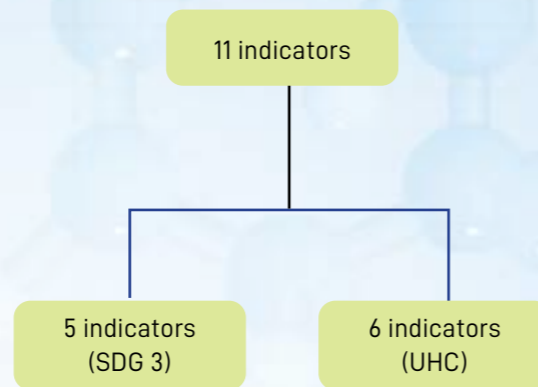 11 indicators
5 indicators
(SDG 3)
6 indicators
(UHC)